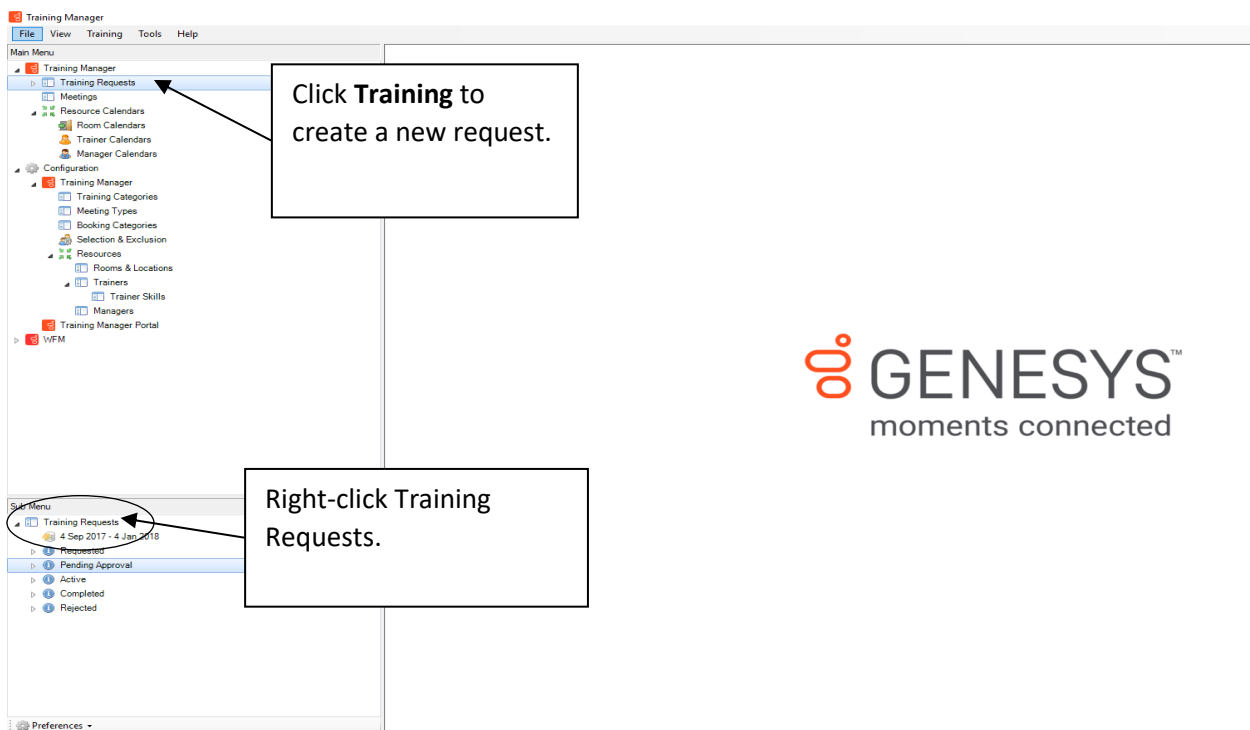 Training Manager
File View Training Tools Help
Main Menu
Training Manager
Training Requests
Meetings
Resource Calendars
Room Calendars
Trainer Calendars
Manager Calendars
Configuration
Training Manager
Training Categories
Meeting Types
Booking Categories
Selection & Exclusion
Resources
Rooms & Locations
Trainers
Trainer Skills
Managers
Training Manager Portal
WFM
Click Training to
create a new request.
GENESYS™
moments connected
Sub Menu
Training Requests
4 Sep 2017 - 4 Jan 2018
Requested
Pending Approval
Active
Completed
Rejected
Right-click Training
Requests.
Preferences